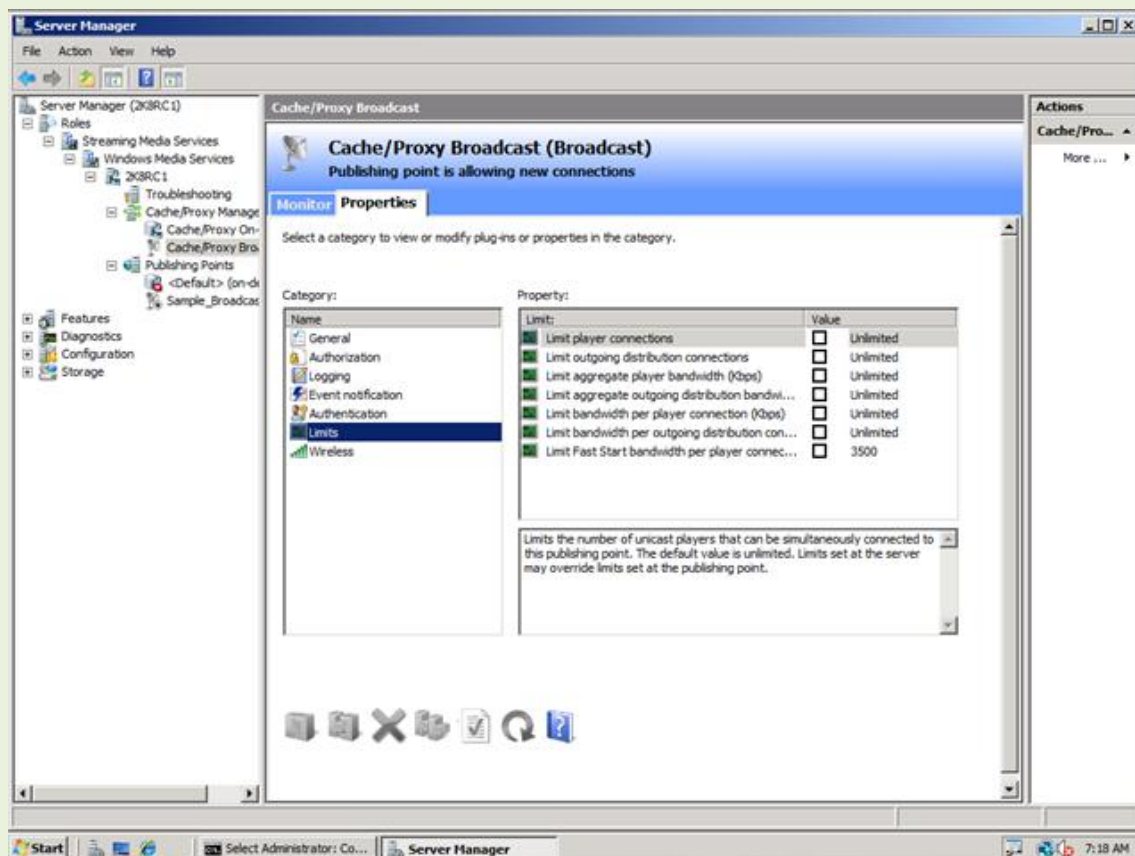 Server Manager
File Action View Help
Server Manager (2K8RC1)
Roles
Streaming Media Services
Windows Media Services
2K8RC1
Troubleshooting
Cache/Proxy Manage
Cache/Proxy On-
Cache/Proxy Bro
Publishing Points
<Default> (on-de
Sample_Broadcas
Features
Diagnostics
Configuration
Storage
Cache/Proxy Broadcast
Cache/Proxy Broadcast (Broadcast)
Publishing point is allowing new connections
Monitor Properties
Select a category to view or modify plug-ins or properties in the category.
Category:
Name
General
Authorization
Logging
Event notification
Authentication
Limits
Wireless
Property:
Limit: Value
Limit player connections Unlimited
Limit outgoing distribution connections Unlimited
Limit aggregate player bandwidth (Kbps) Unlimited
Limit aggregate outgoing distribution bandwi... Unlimited
Limit bandwidth per player connection (Kbps) Unlimited
Limit bandwidth per outgoing distribution con... Unlimited
Limit Fast Start bandwidth per player connec... 3500
Limits the number of unicast players that can be simultaneously connected to
this publishing point. The default value is unlimited. Limits set at the server
may override limits set at the publishing point.
Actions
Cache/Pro...
More ...
Start Select Administrator: Co... Server Manager 7:18 AM